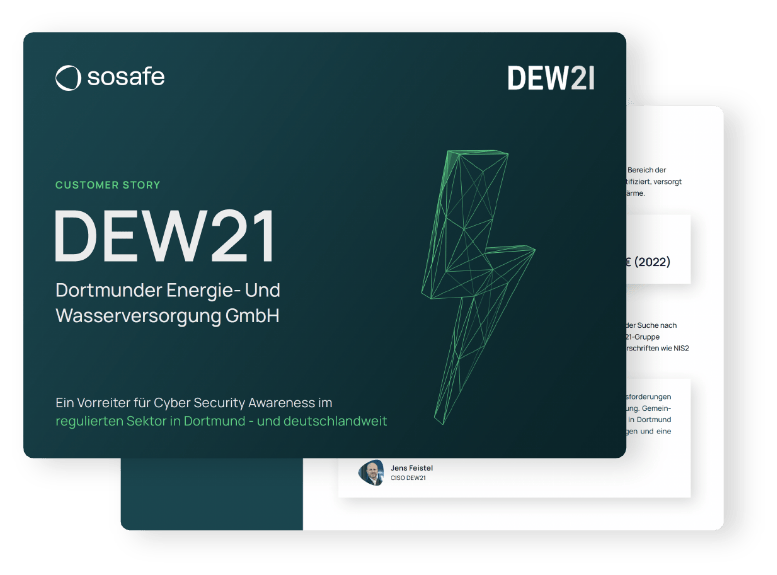 sosafe
DEW21
CUSTOMER STORY
DEW21
Dortmunder Energie- Und
Wasserversorgung GmbH
Ein Vorreiter für Cyber Security Awareness im
regulierten Sektor in Dortmund - und deutschlandweit
Bereich der
tifiziert, versorgt
ärme.
€ (2022)
der Suche nach
21-Gruppe
rschriften wie NIS2
sforderungen
ung. Gemein-
in Dortmund
gen und eine
Jens Feistel
CISO DEW21